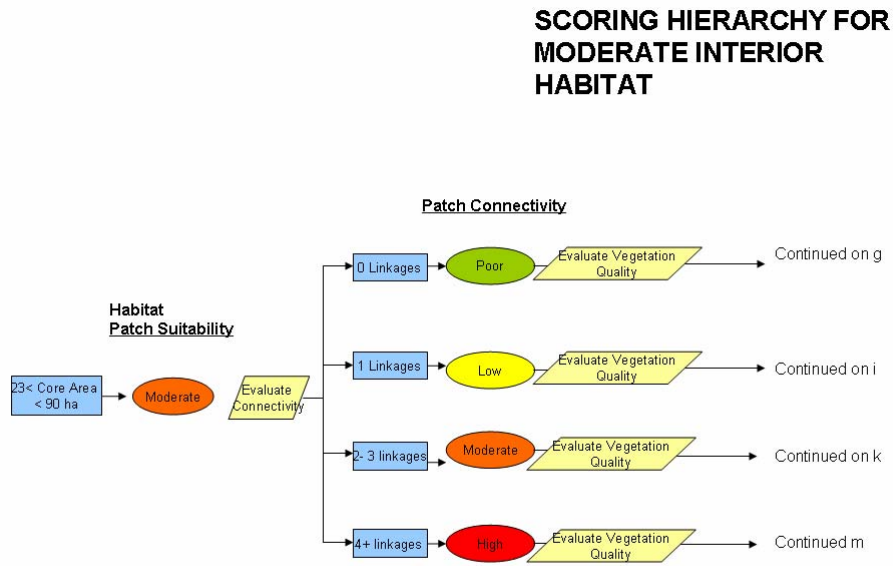 SCORING HIERARCHY FOR
MODERATE INTERIOR
HABITAT
Patch Connectivity
0 Linkages
Poor
Evaluate Vegetation
Quality
Continued on g
Habitat
Patch Suitability
23< Core Area
< 90 ha
Moderate
Evaluate
Connectivity
1 Linkages
Low
Evaluate Vegetation
Quality
Continued on i
2- 3 linkages
Moderate
Evaluate Vegetation
Quality
Continued on k
4+ linkages
High
Evaluate Vegetation
Quality
Continued m